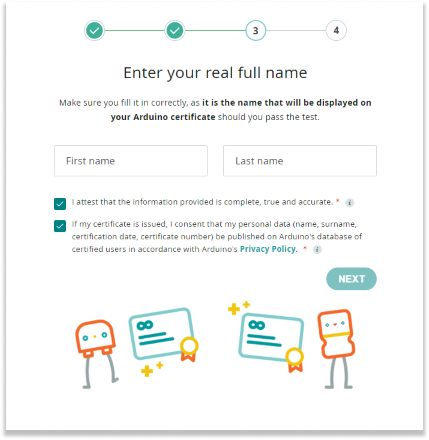 3
4
Enter your real full name
Make sure you fill it in correctly, as it is the name that will be displayed on
your Arduino certificate should you pass the test.
First name
Last name
I attest that the information provided is complete, true and accurate. * i
If my certificate is issued, I consent that my personal data (name, surname,
certification date, certificate number) be published on Arduino's database of
certified users in accordance with Arduino's Privacy Policy. * i
NEXT